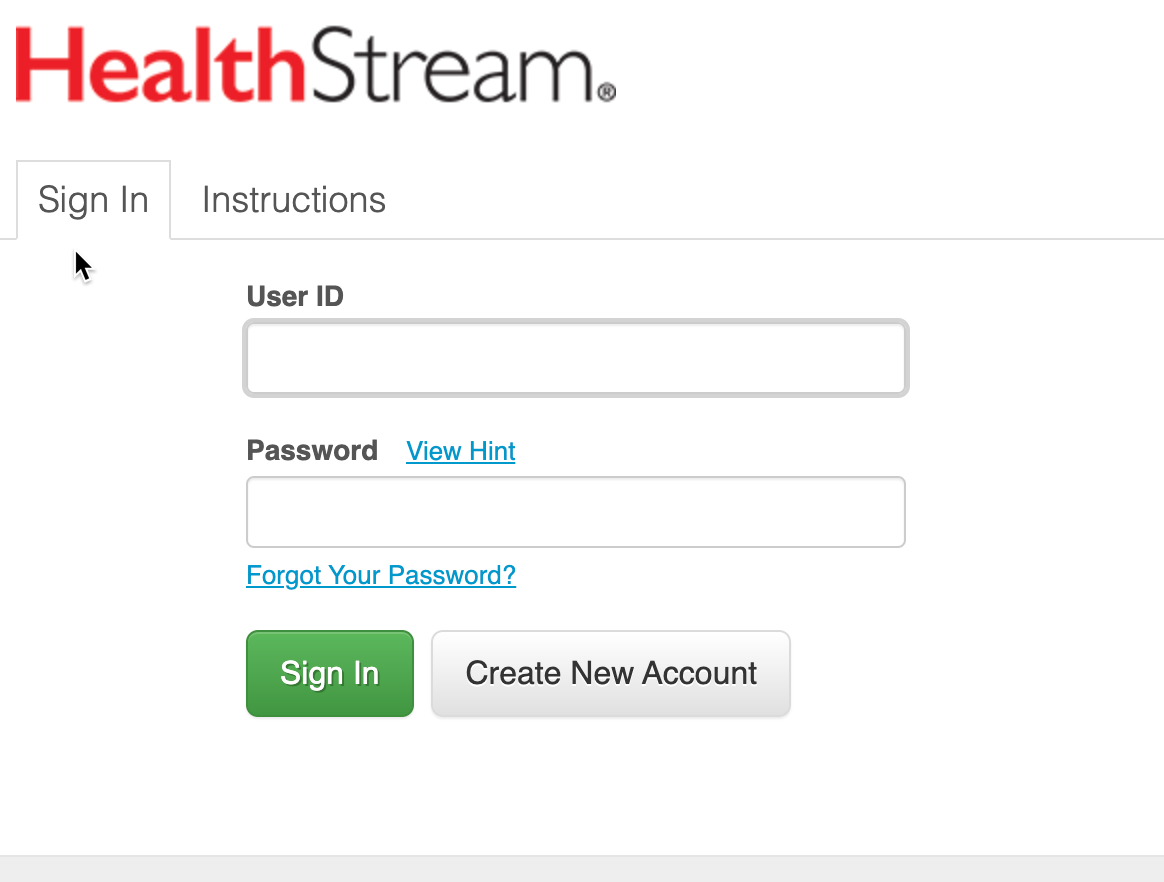 HealthStream®
Sign In Instructions
User ID
Password View Hint
Forgot Your Password?
Sign In Create New Account